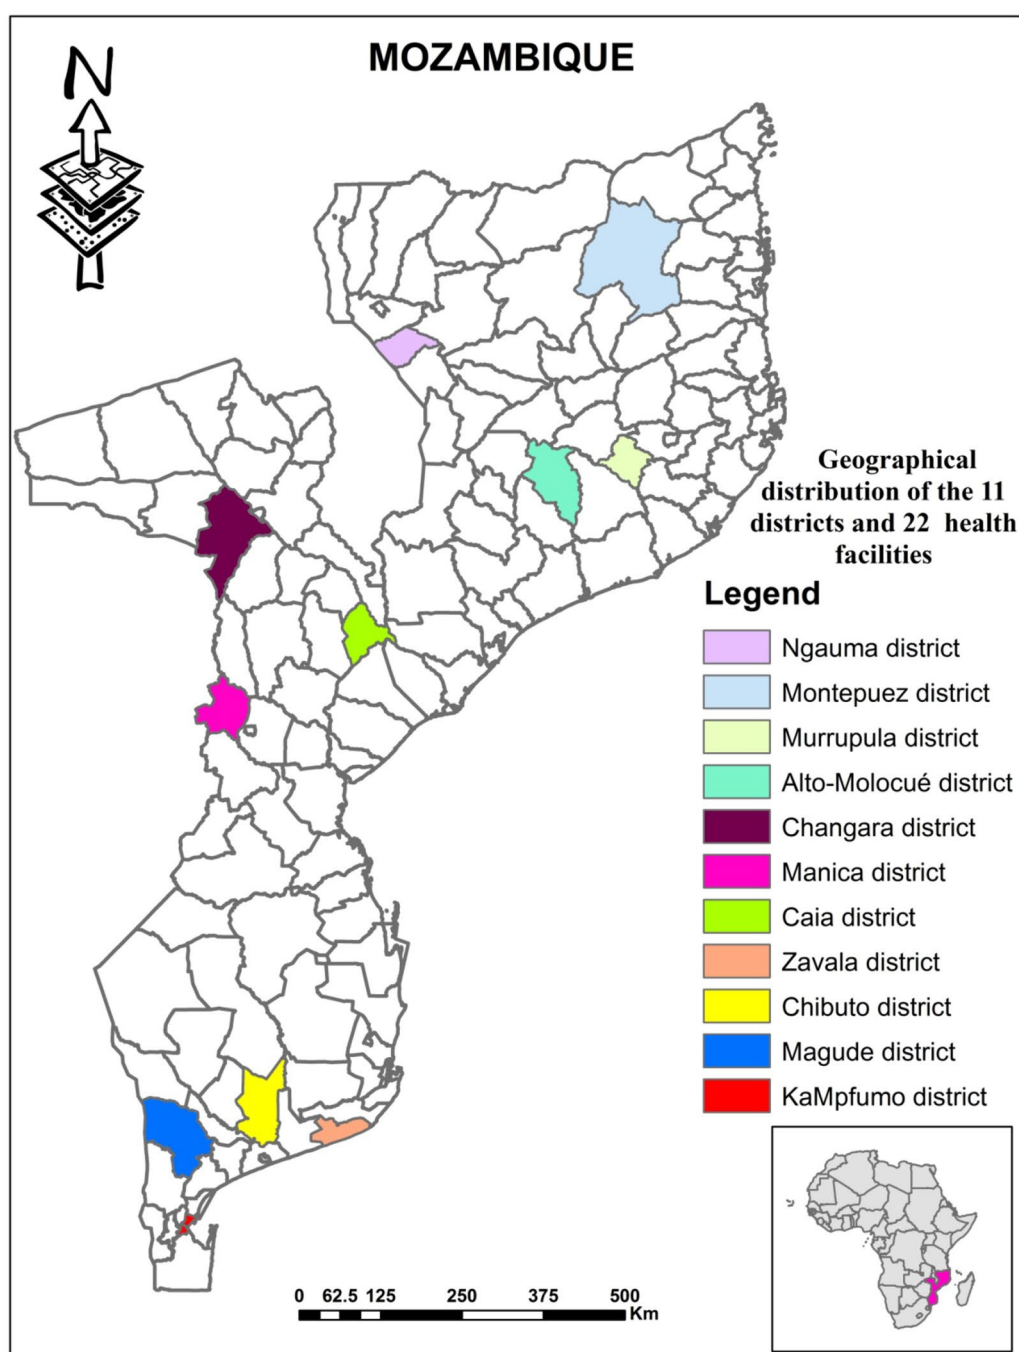 MOZAMBIQUE
N
Geographical
distribution of the 11
districts and 22 health
facilities
Legend
Ngauma district
Montepuez district
Murrupula district
Alto-Molocué district
Changara district
Manica district
Caia district
Zavala district
Chibuto district
Magude district
KaMpfumo district
0 62.5 125 250 375 500
Km